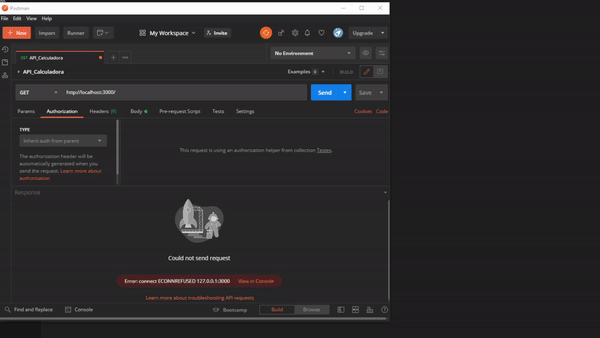 Postman
File Edit View Help
+ New Import Runner My Workspace Invite Upgrade
GET API_Calculadora No Environment
API_Calculadora Examples 0 BUILD
GET http://localhost:3000/ Send Save
Params Authorization Headers Body Pre-request Script Tests Settings Cookies Code
TYPE
Inherit auth from parent
The authorization header will be
automatically generated when you
send the request. Learn more about
authorization
This request is using an authorization helper from collection Testes.
Response
Could not send request
Error: connect ECONNREFUSED 127.0.0.1:3000 View in Console
Learn more about troubleshooting API requests
Find and Replace Console Bootcamp Build Browse